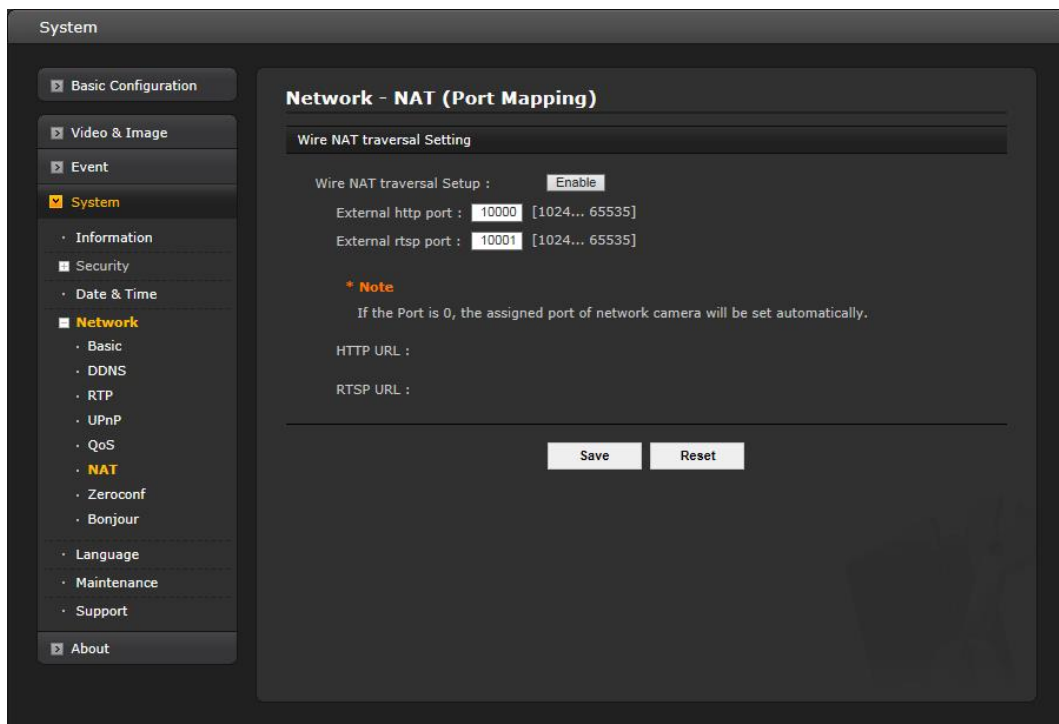 System
Basic Configuration
Video & Image
Event
System
· Information
Security
· Date & Time
Network
· Basic
· DDNS
· RTP
· UPnP
· QoS
· NAT
· Zeroconf
· Bonjour
· Language
· Maintenance
· Support
About
Network - NAT (Port Mapping)
Wire NAT traversal Setting
Wire NAT traversal Setup : Enable
External http port : 10000 [1024... 65535]
External rtsp port : 10001 [1024... 65535]
* Note
If the Port is 0, the assigned port of network camera will be set automatically.
HTTP URL :
RTSP URL :
Save Reset